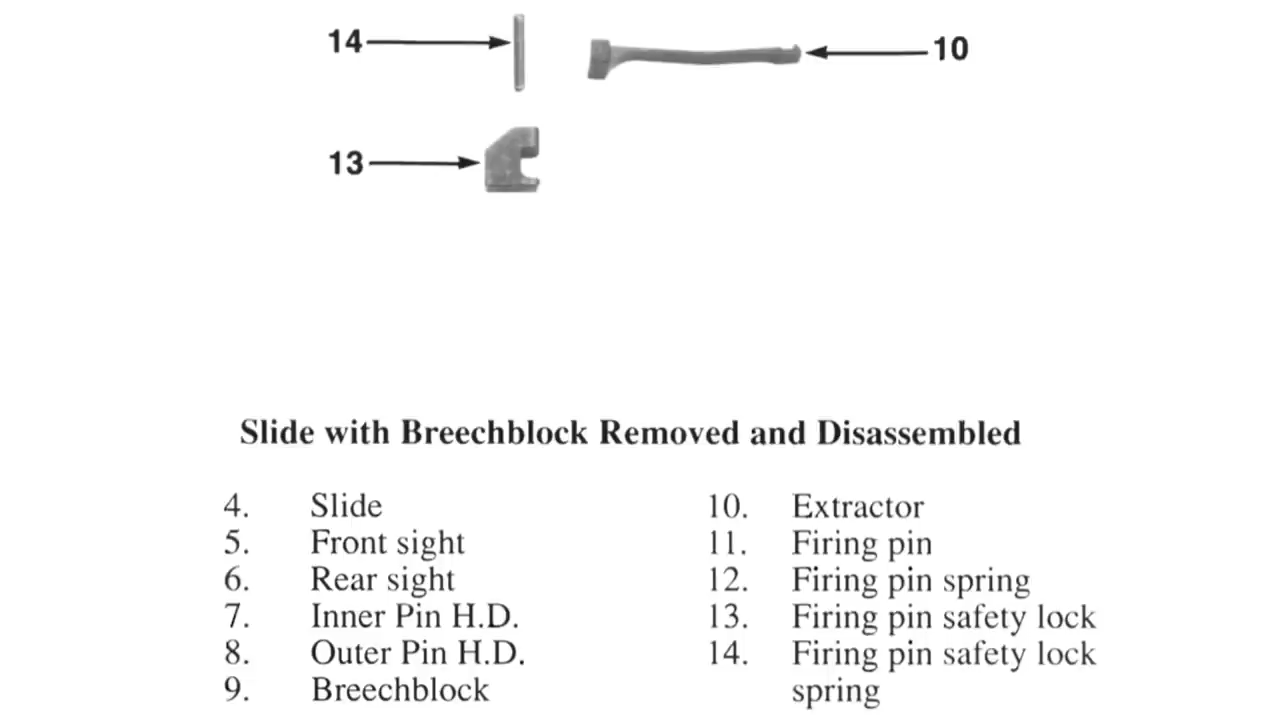 14
10
13
Slide with Breechblock Removed and Disassembled
4. Slide
5. Front sight
6. Rear sight
7. Inner Pin H.D.
8. Outer Pin H.D.
9. Breechblock
10. Extractor
11. Firing pin
12. Firing pin spring
13. Firing pin safety lock
14. Firing pin safety lock
spring